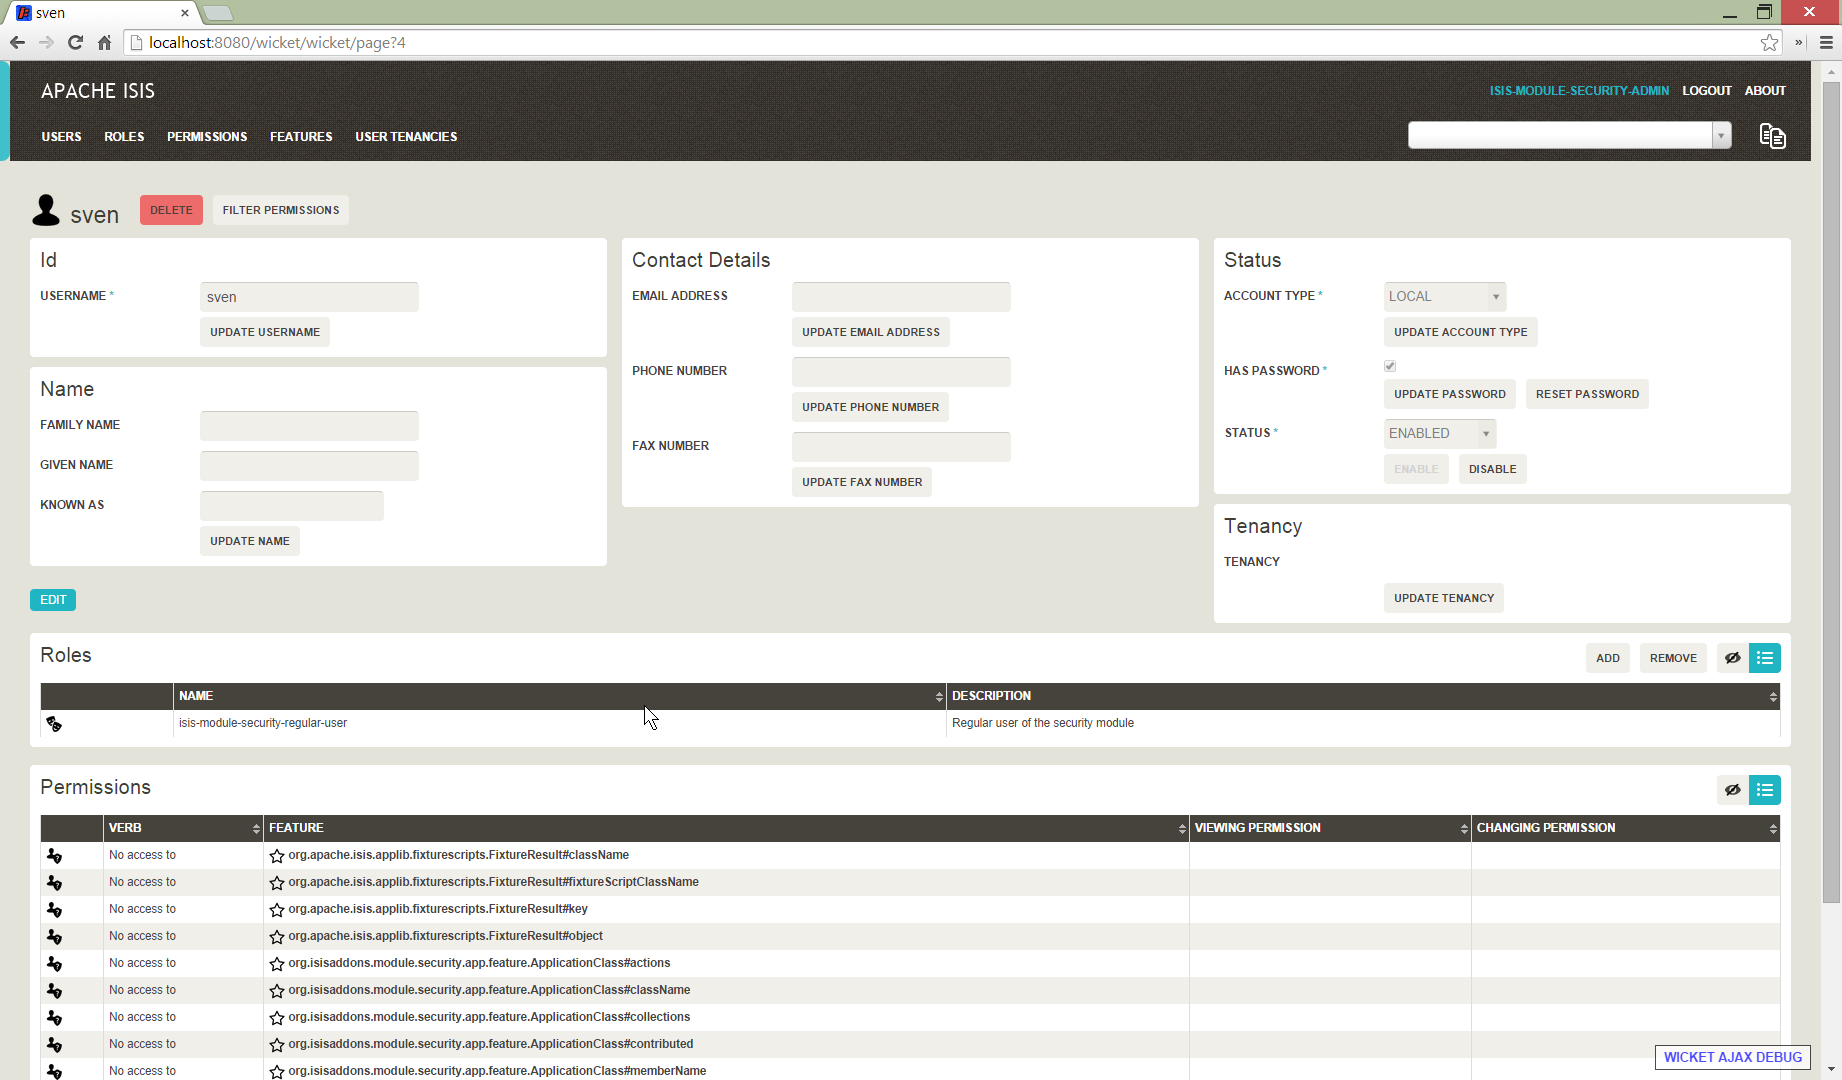 sven
localhost:8080/wicket/wicket/page?4
APACHE ISIS
ISIS-MODULE-SECURITY-ADMIN LOGOUT ABOUT
USERS ROLES PERMISSIONS FEATURES USER TENANCIES
sven DELETE FILTER PERMISSIONS
Id
USERNAME * sven
UPDATE USERNAME
Name
FAMILY NAME
GIVEN NAME
KNOWN AS
UPDATE NAME
EDIT
Contact Details
EMAIL ADDRESS
UPDATE EMAIL ADDRESS
PHONE NUMBER
UPDATE PHONE NUMBER
FAX NUMBER
UPDATE FAX NUMBER
Status
ACCOUNT TYPE * LOCAL
UPDATE ACCOUNT TYPE
HAS PASSWORD *
UPDATE PASSWORD RESET PASSWORD
STATUS * ENABLED
ENABLE DISABLE
Tenancy
TENANCY
UPDATE TENANCY
Roles ADD REMOVE
NAME DESCRIPTION
isis-module-security-regular-user Regular user of the security module
Permissions
VERB FEATURE VIEWING PERMISSION CHANGING PERMISSION
No access to org.apache.isis.applib.fixturescripts.FixtureResult#className
No access to org.apache.isis.applib.fixturescripts.FixtureResult#fixtureScriptClassName
No access to org.apache.isis.applib.fixturescripts.FixtureResult#key
No access to org.apache.isis.applib.fixturescripts.FixtureResult#object
No access to org.isisaddons.module.security.app.feature.ApplicationClass#actions
No access to org.isisaddons.module.security.app.feature.ApplicationClass#className
No access to org.isisaddons.module.security.app.feature.ApplicationClass#collections
No access to org.isisaddons.module.security.app.feature.ApplicationClass#contributed
No access to org.isisaddons.module.security.app.feature.ApplicationClass#memberName
WICKET AJAX DEBUG